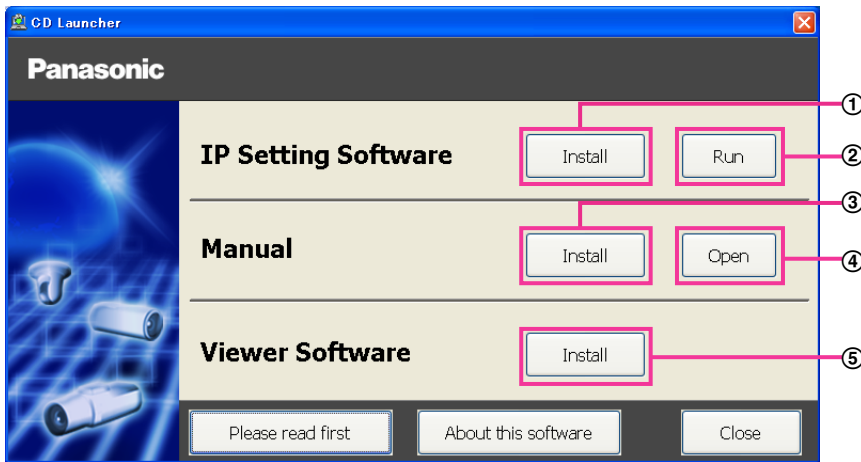 CD Launcher
Panasonic
①
IP Setting Software Install Run ②
③
Manual Install Open ④
Viewer Software Install ⑤
Please read first About this software Close